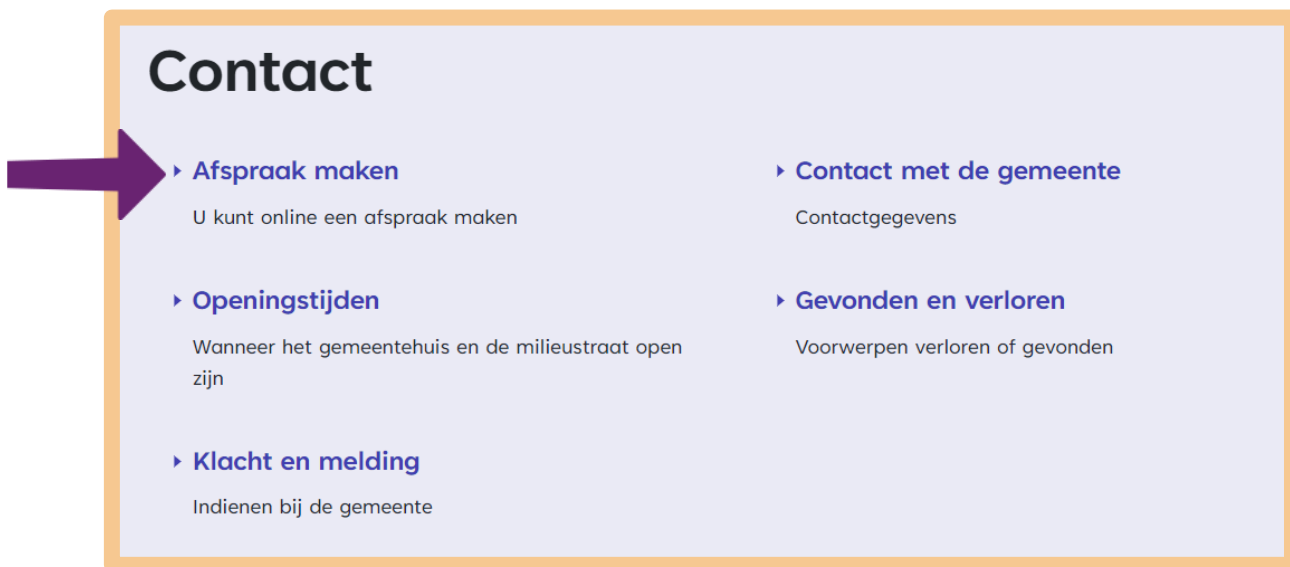 Contact
Afspraak maken
U kunt online een afspraak maken
Contact met de gemeente
Contactgegevens
Openingstijden
Wanneer het gemeentehuis en de milieustraat open
zijn
Gevonden en verloren
Voorwerpen verloren of gevonden
Klacht en melding
Indienen bij de gemeente